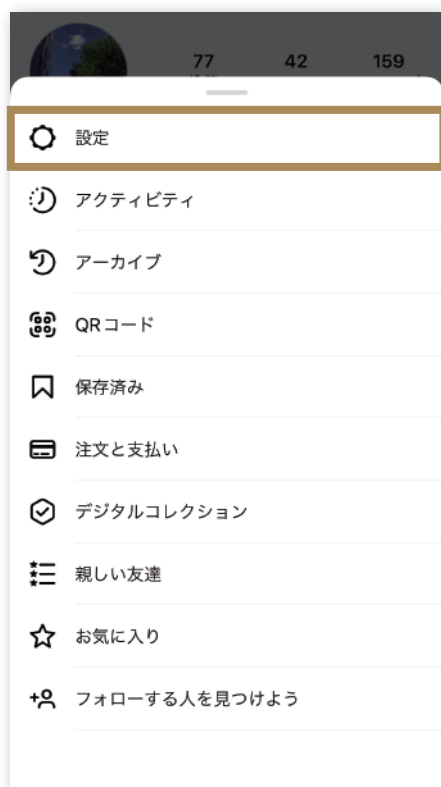 77 42 159
設定
アクティビティ
アーカイブ
QRコード
保存済み
注文と支払い
デジタルコレクション
親しい友達
お気に入り
フォローする人を見つけよう